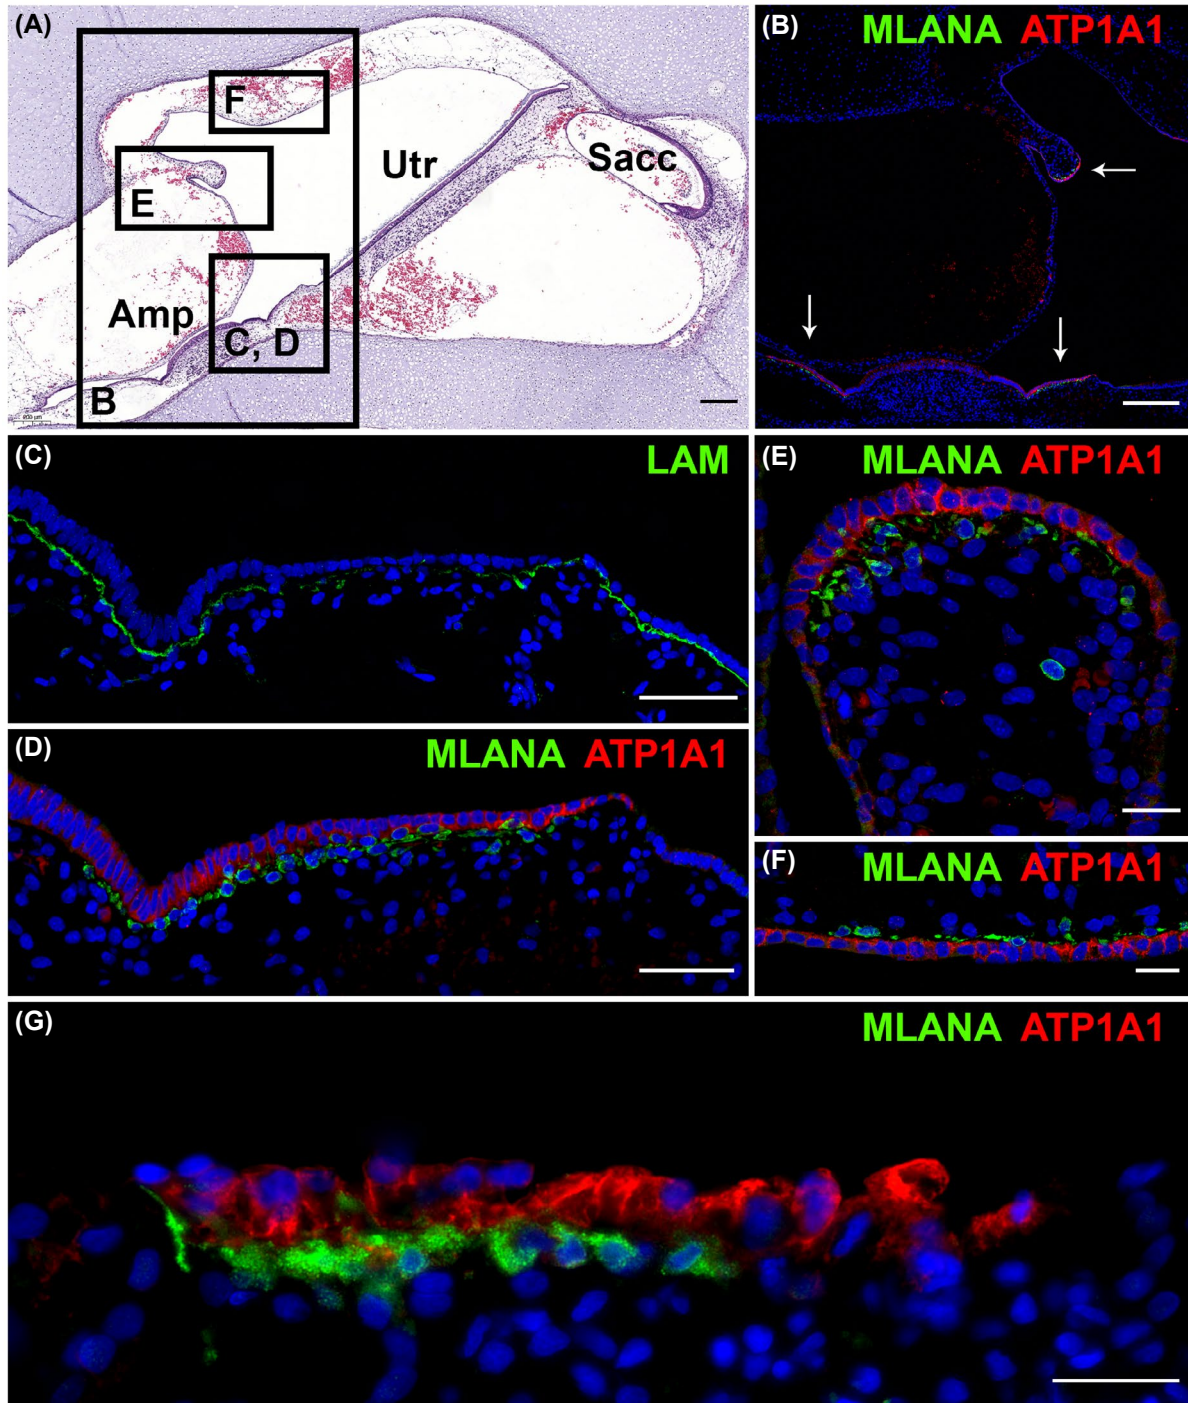 (A)
F
E
Utr
Sacc
Amp
C, D
B
(B) MLANA ATP1A1
(C) LAM
(D) MLANA ATP1A1
(E) MLANA ATP1A1
(F) MLANA ATP1A1
(G) MLANA ATP1A1